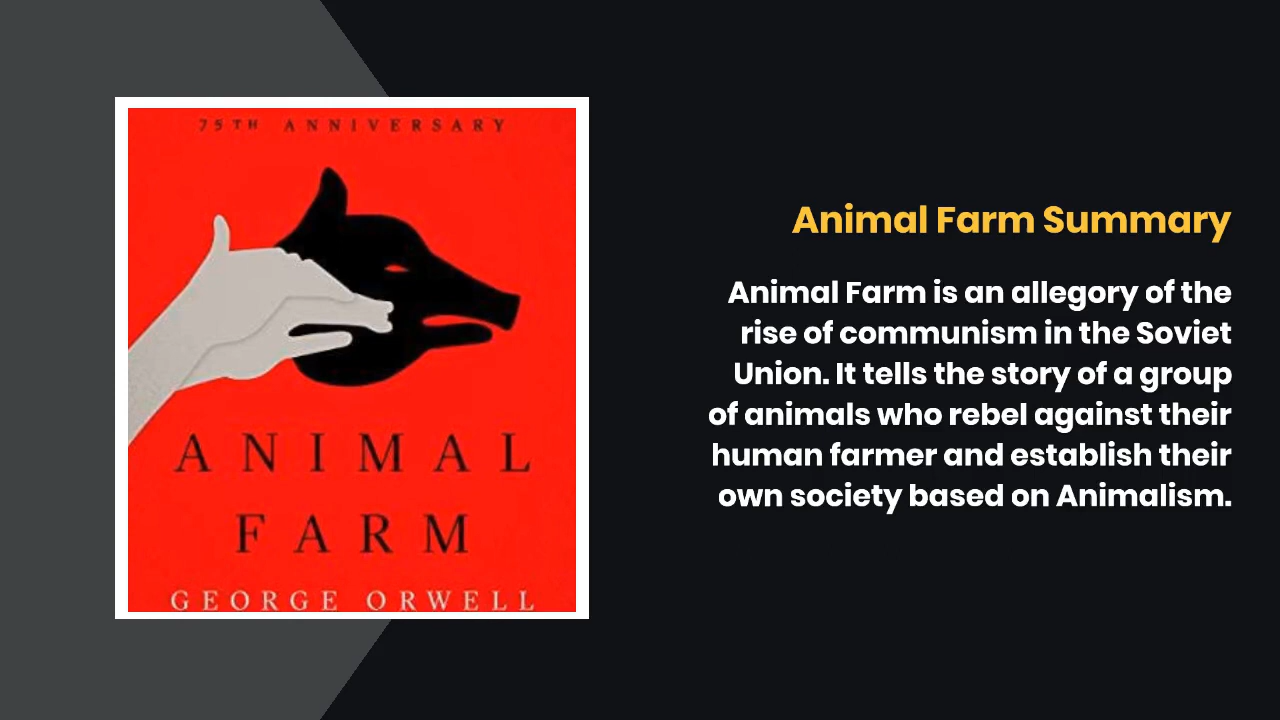 75TH ANNIVERSARY
ANIMAL
FARM
GEORGE ORWELL
Animal Farm Summary
Animal Farm is an allegory of the
rise of communism in the Soviet
Union. It tells the story of a group
of animals who rebel against their
human farmer and establish their
own society based on Animalism.